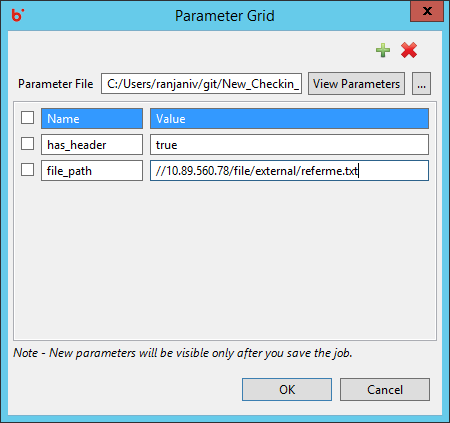 Parameter Grid
Parameter File C:/Users/ranjaniv/git/New_Checkin_ View Parameters ...
Name Value
has_header true
file_path //10.89.560.78/file/external/referme.txt
Note - New parameters will be visible only after you save the job.
OK Cancel